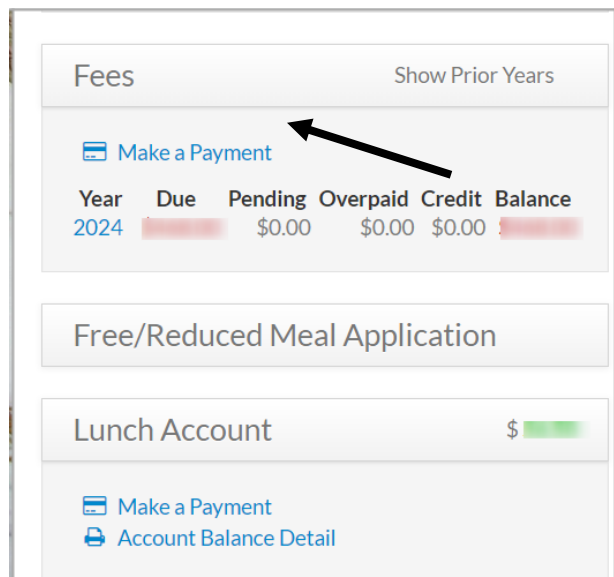 Fees Show Prior Years
Make a Payment
Year Due Pending Overpaid Credit Balance
2024 $0.00 $0.00 $0.00
Free/Reduced Meal Application
Lunch Account $
Make a Payment
Account Balance Detail